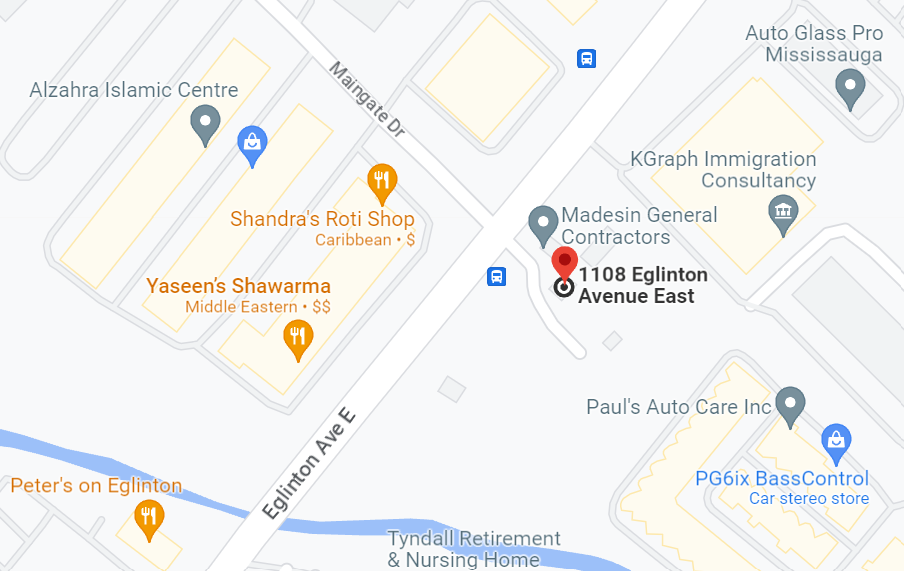 Auto Glass Pro
Mississauga
Alzahra Islamic Centre
Maingate Dr
KGraph Immigration
Consultancy
Shandra's Roti Shop
Caribbean • $
Madesin General
Contractors
1108 Eglinton
Avenue East
Yaseen's Shawarma
Middle Eastern • $$
Paul's Auto Care Inc
Eglinton Ave E
PG6ix BassControl
Car stereo store
Peter's on Eglinton
Tyndall Retirement
& Nursing Home